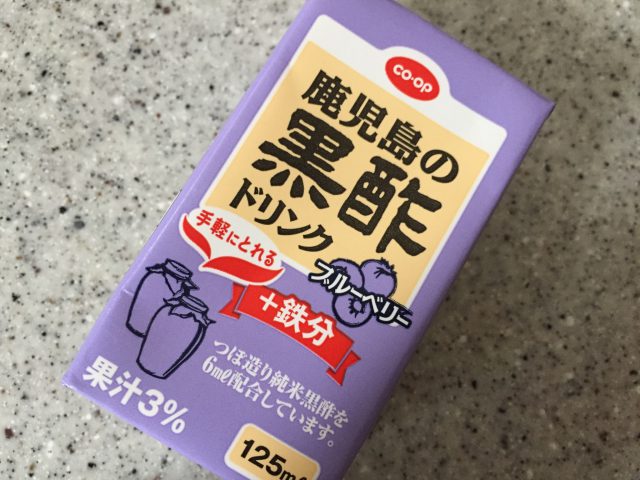 CO・OP
鹿児島の
黒酢
ドリンク
ブルーベリー
手軽にとれる
+鉄分
つぼ造り純米黒酢を
6ml配合しています。
果汁3%
125ml